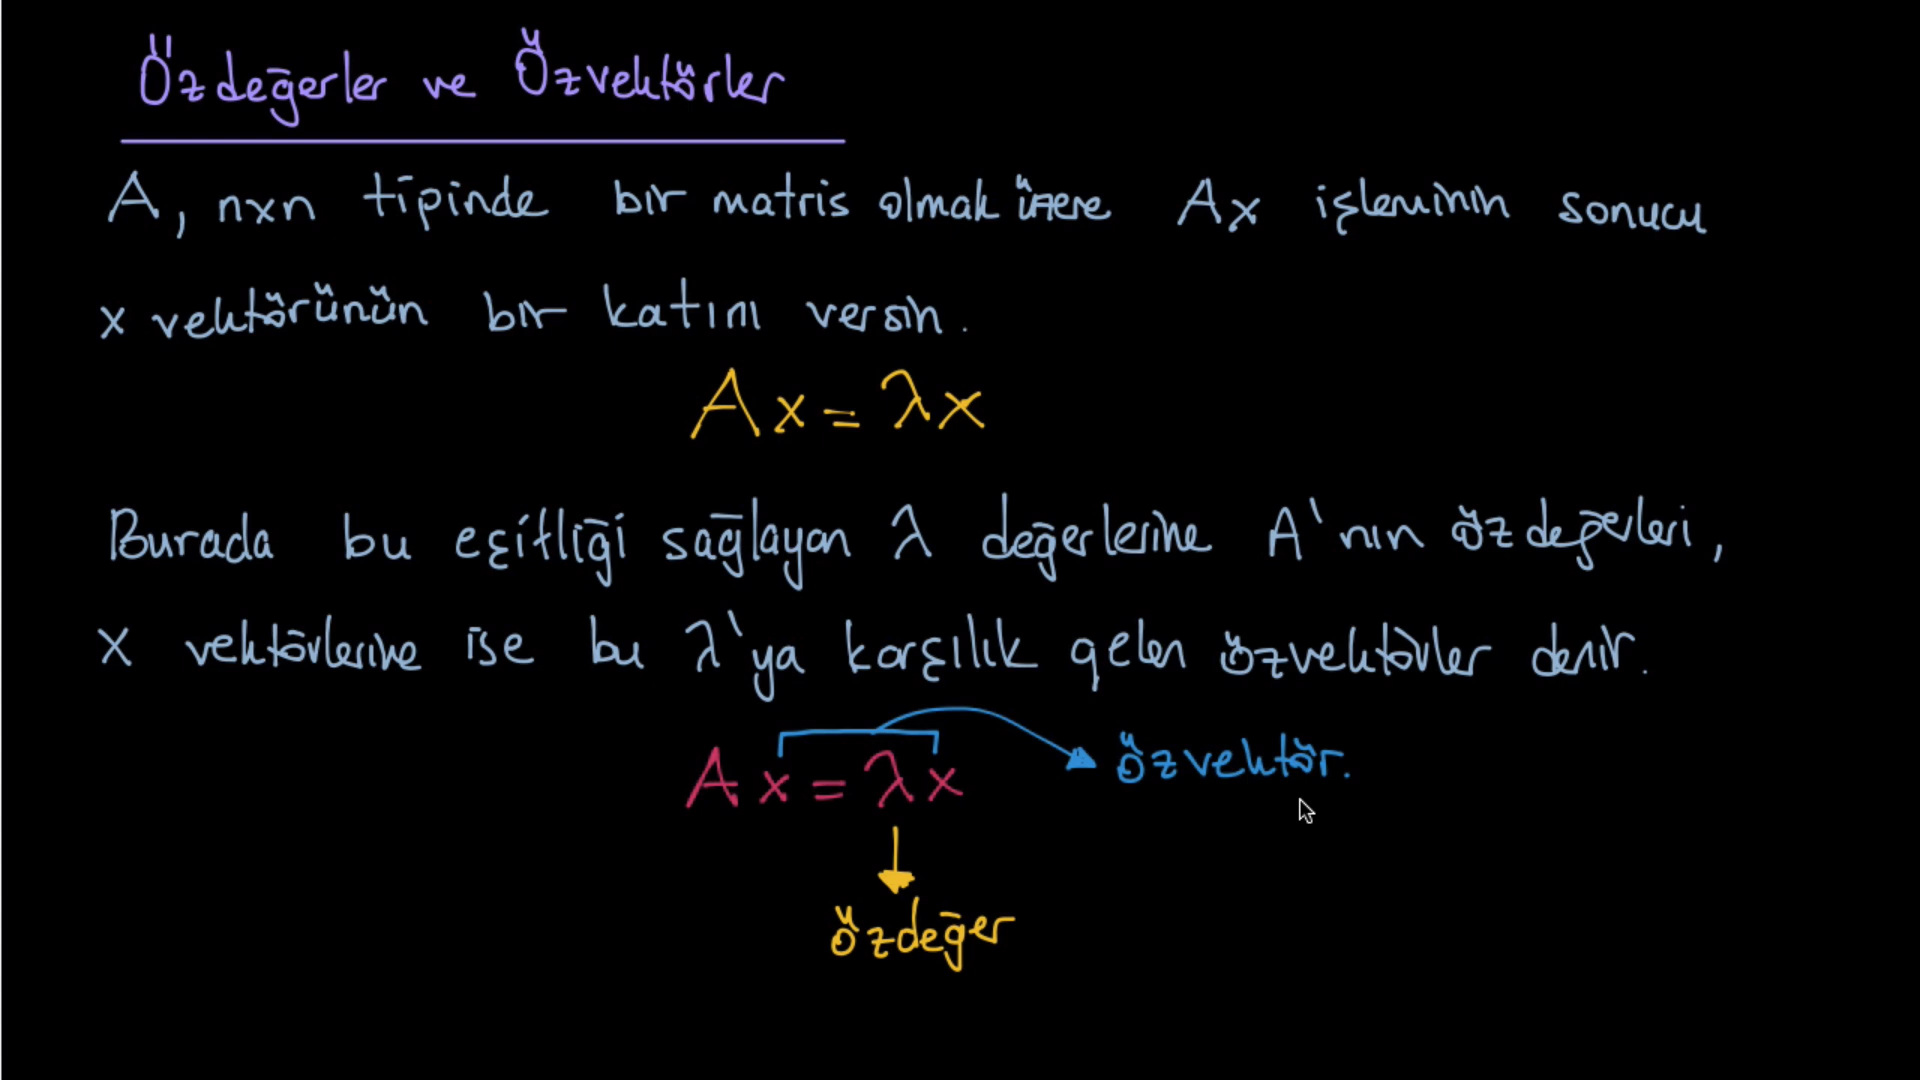 Özdeğerler ve Özvektörler
A, nxn tipinde bir matris olmak üzere Ax işleminin sonucu
x vektörünün bir katını versin.
Ax = λx
Burada bu eşitliği sağlayan λ değerlerine A'nın özdeğerleri,
x vektörlerine ise bu λ'ya karşılık gelen özvektörler denir.
Ax = λx
özvektör.
özdeğer